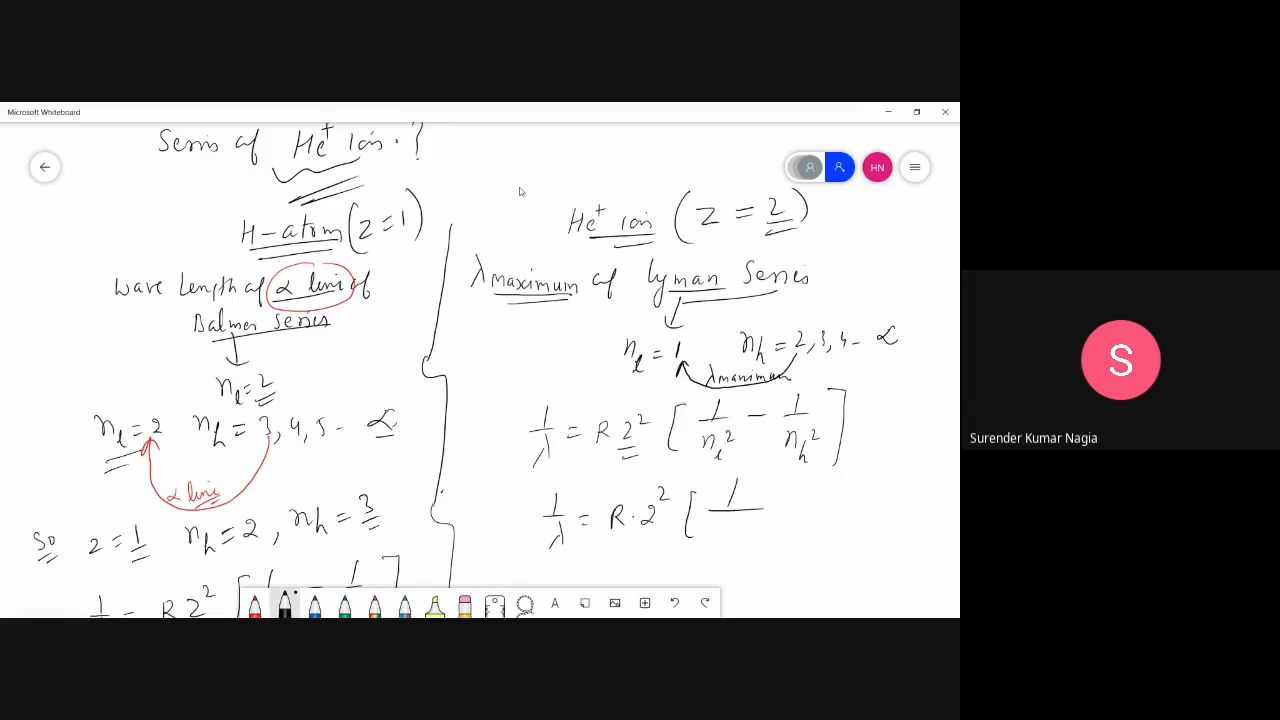 Microsoft Whiteboard
Series of He⁺ Ion.?
HN
H-atom (Z=1)
Wave Length of α line of
Balmer series
n_l=2
n_l=2 n_h = 3, 4, 5 - α
α line
So z=1 n_h=2, n_h=3
1/λ = R Z² [1 - 1]
He⁺ ion (Z = 2)
λ maximum of Lyman Series
n_l = 1 n_h = 2, 3, 4 - α
λ maximum
1/λ = R Z² [1/n_l² - 1/n_h²]
1/λ = R. 2² [1/
A
S
Surender Kumar Nagia